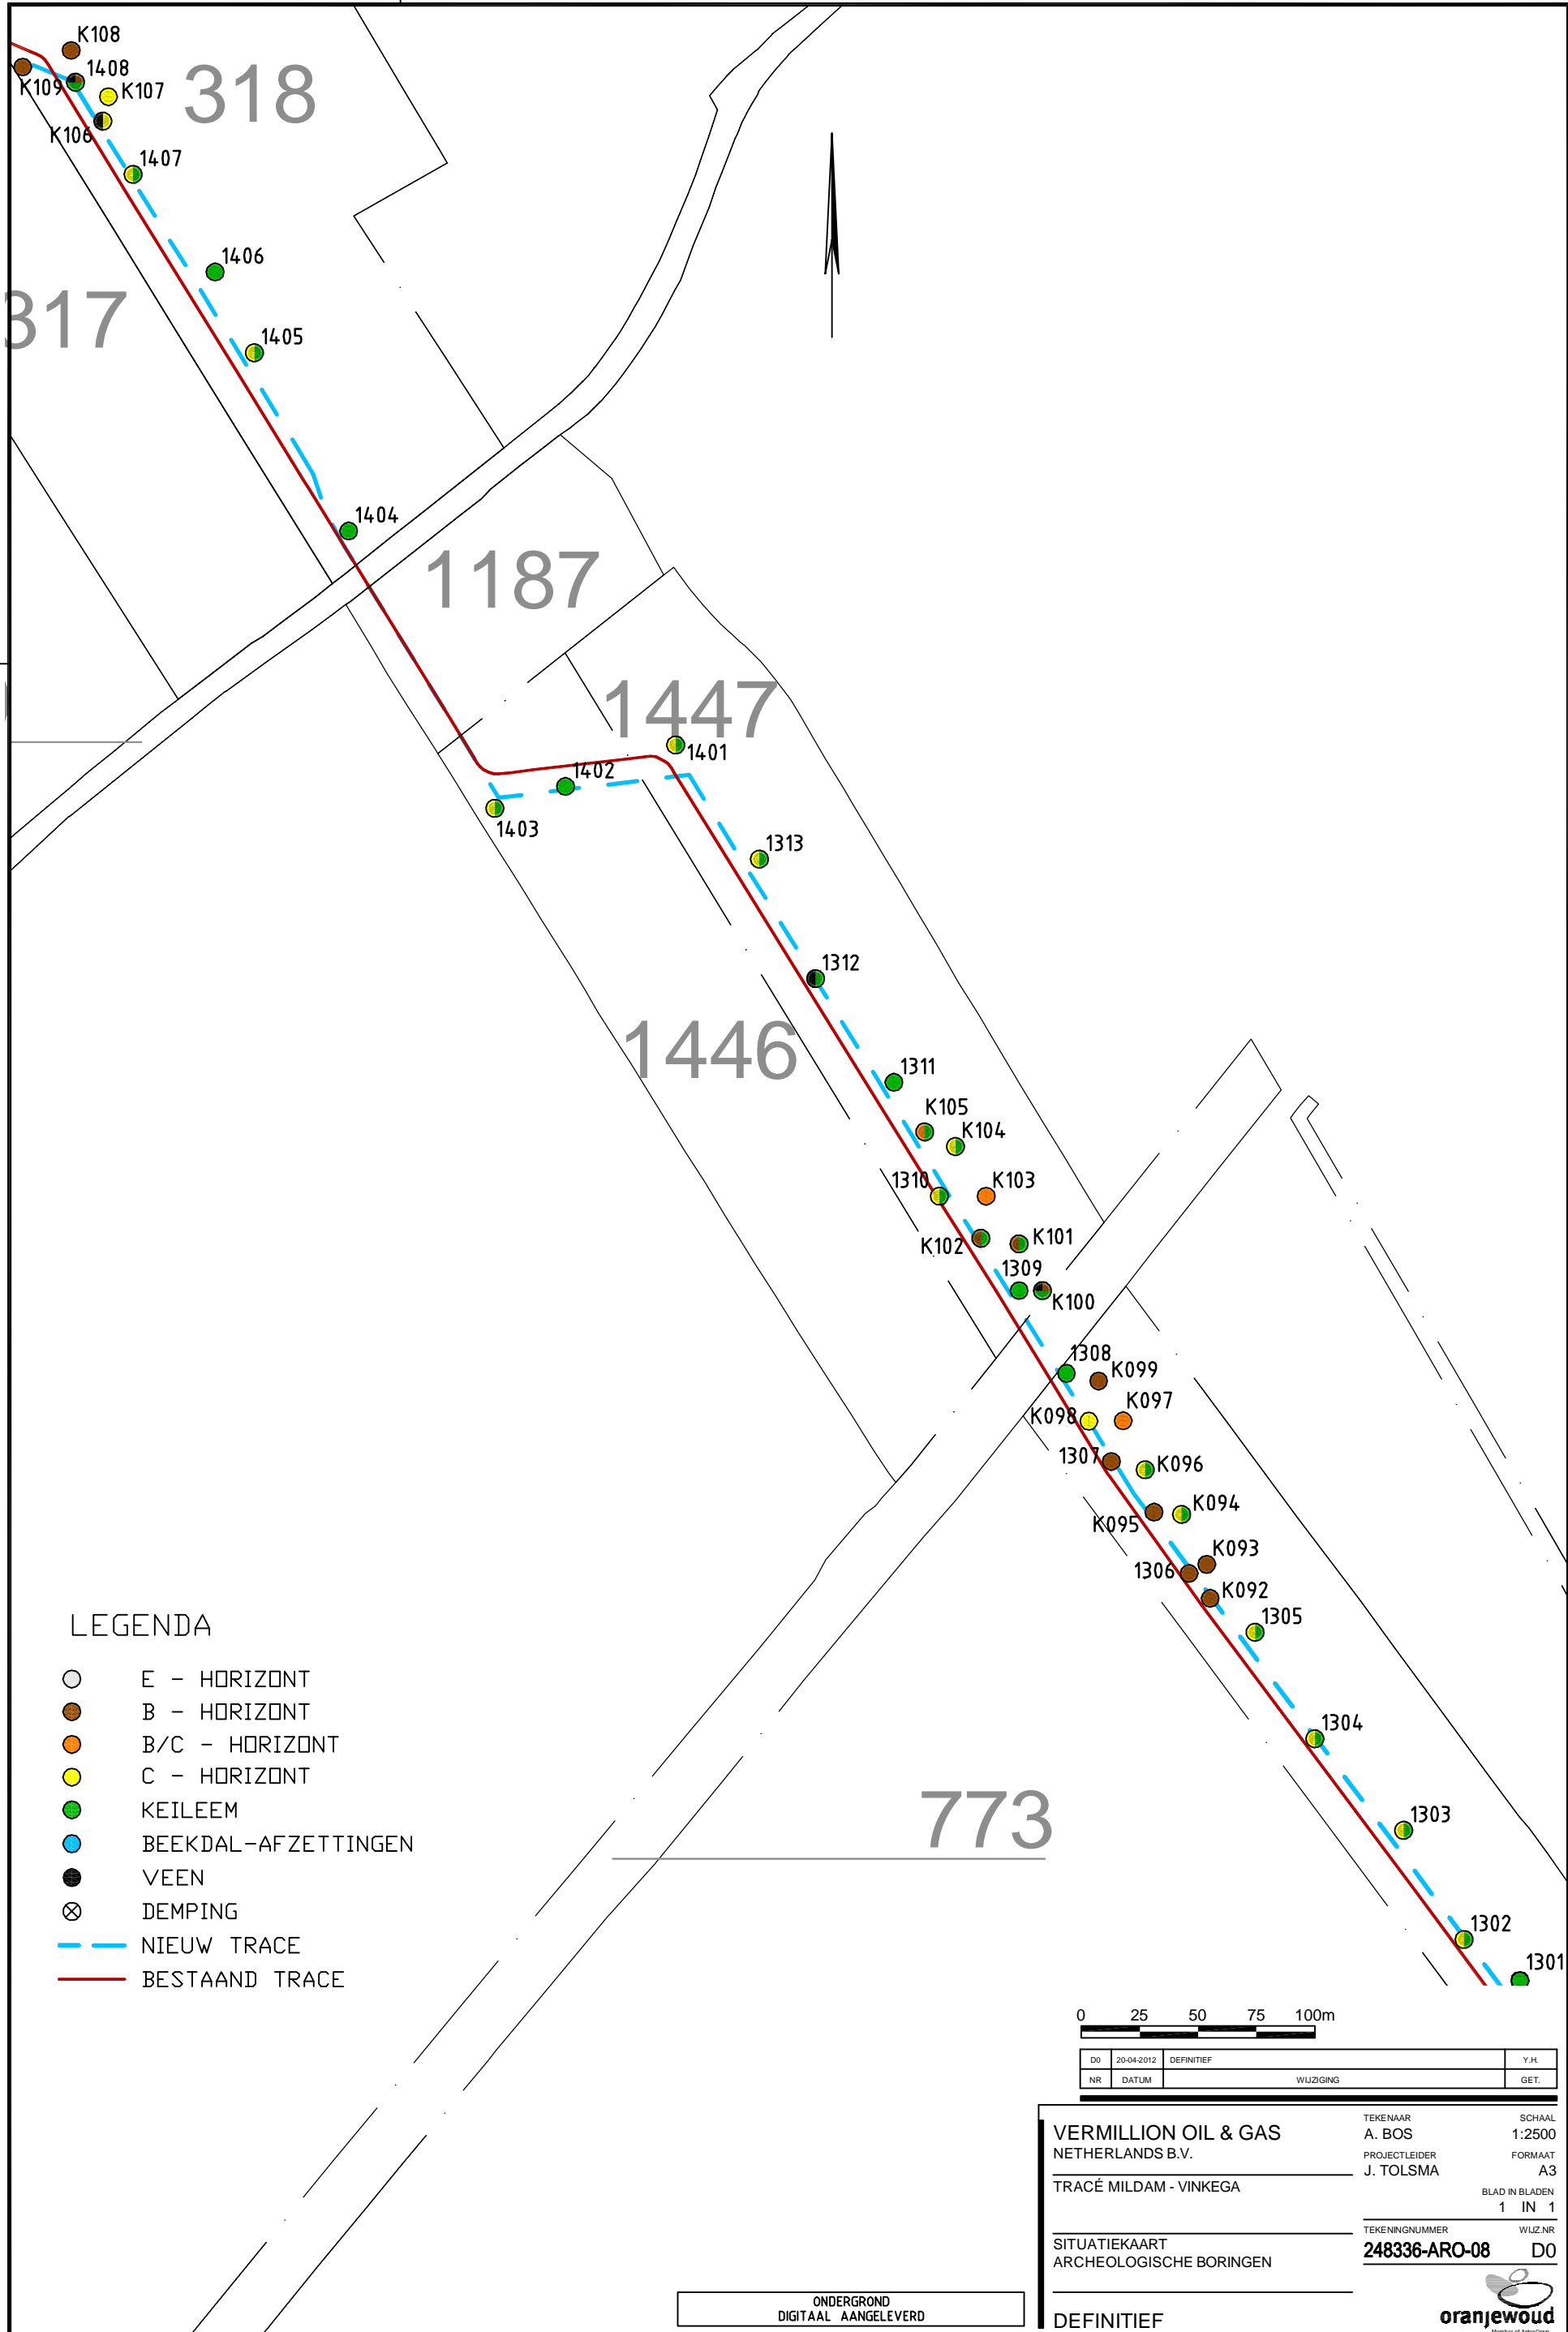 K108
1408
K109
K107
318
K106
1407
1406
317
1405
1404
1187
1447
1401
1402
1403
1313
1312
1446
1311
K105
K104
1310
K103
K102
K101
1309
K100
1308
K099
K098
K097
1307
K096
K095
K094
K093
1306
K092
1305
1304
773
1303
1302
1301
LEGENDA
E - HORIZONT
B - HORIZONT
B/C - HORIZONT
C - HORIZONT
KEILEEM
BEEKDAL-AFZETTINGEN
VEEN
DEMPING
NIEUW TRACE
BESTAAND TRACE
0 25 50 75 100m
D0 20-04-2012 DEFINITIEF Y.H.
NR DATUM WIJZIGING GET.
VERMILLION OIL & GAS
NETHERLANDS B.V.
TRACÉ MILDAM - VINKEGA
SITUATIEKAART
ARCHEOLOGISCHE BORINGEN
DEFINITIEF
TEKENAAR SCHAAL
A. BOS 1:2500
PROJECTLEIDER FORMAAT
J. TOLSMA A3
BLAD IN BLADEN
1 IN 1
TEKENINGNUMMER WIJZ.NR
248336-ARO-08 D0
oranjewoud
ONDERGROND
DIGITAAL AANGELEVERD